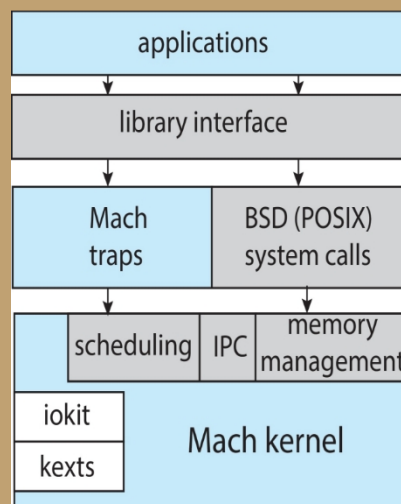 applications
library interface
Mach
traps
BSD (POSIX)
system calls
scheduling
IPC
memory
management
iokit
kexts
Mach kernel